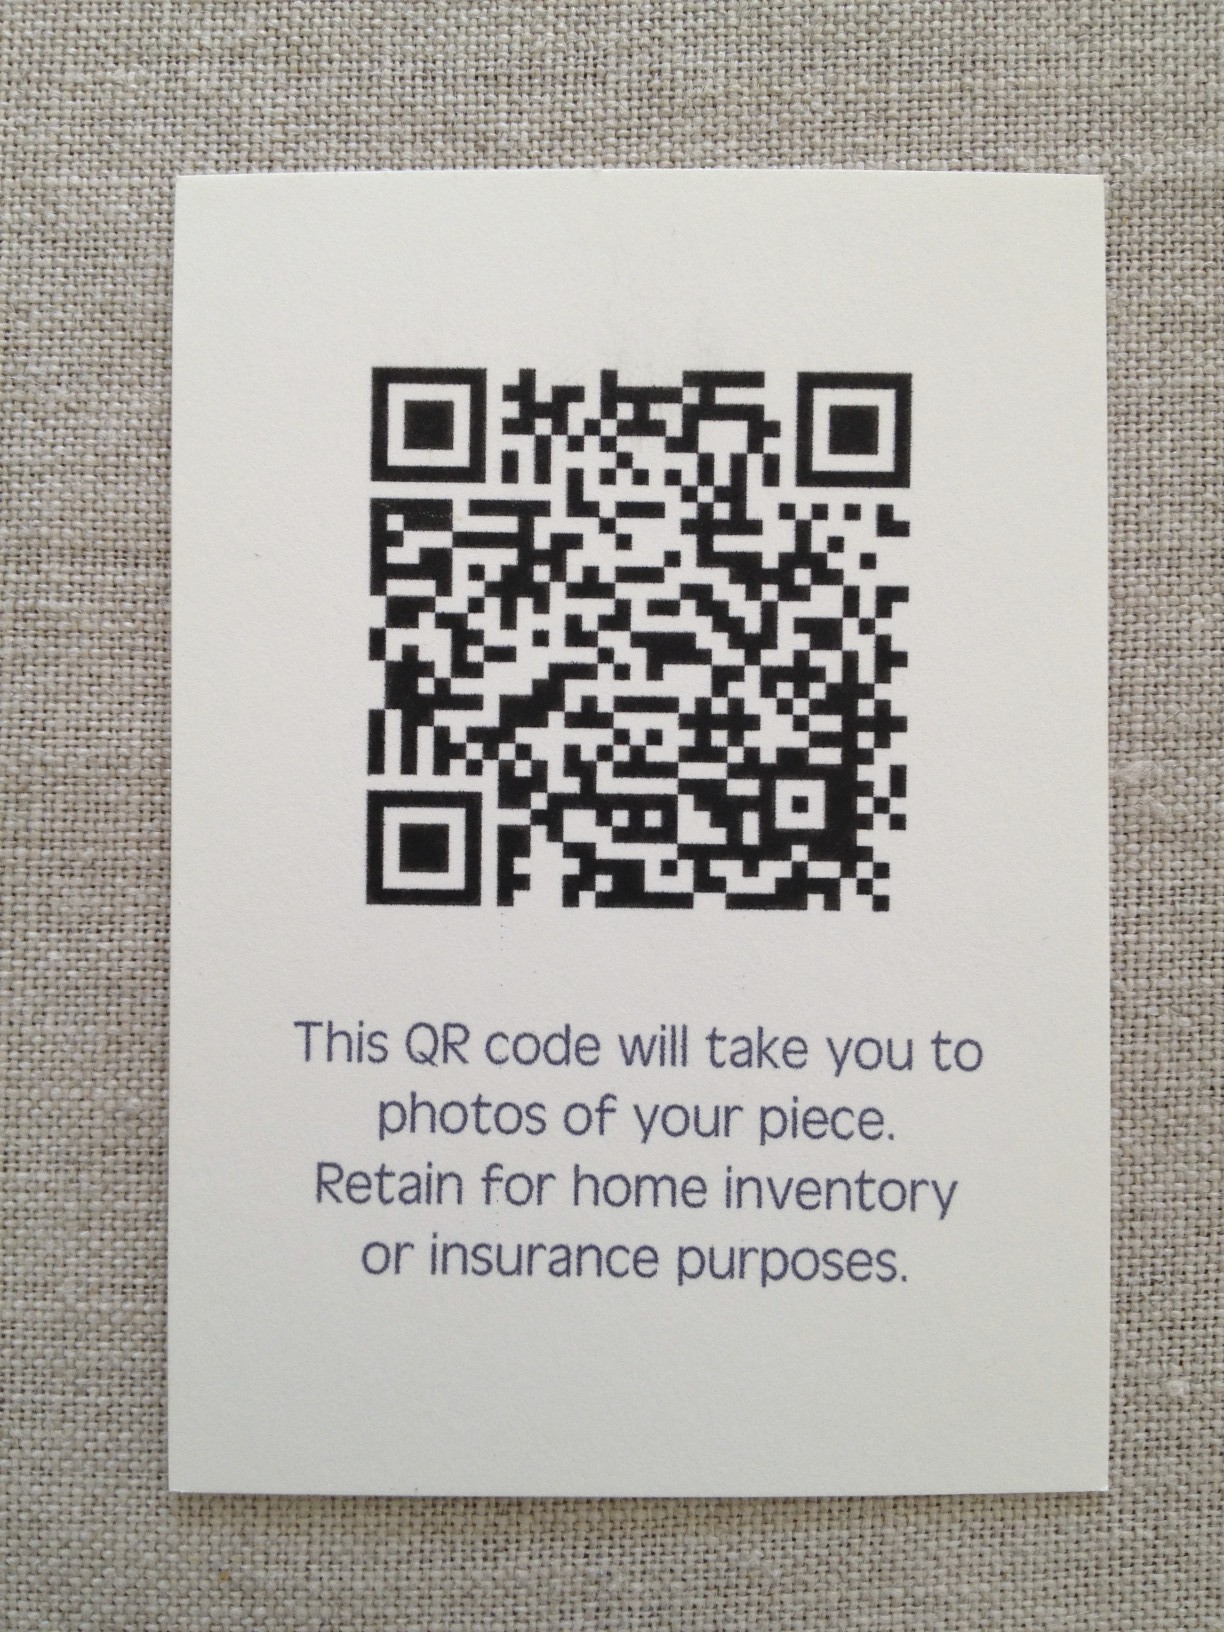 This QR code will take you to
photos of your piece.
Retain for home inventory
or insurance purposes.